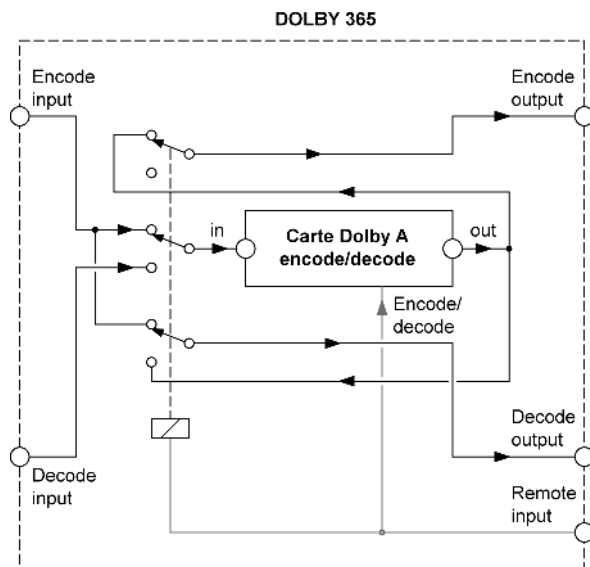 DOLBY 365
Encode
input
Encode
output
in
Carte Dolby A
encode/decode
out
Encode/
decode
Decode
input
Decode
output
Remote
input